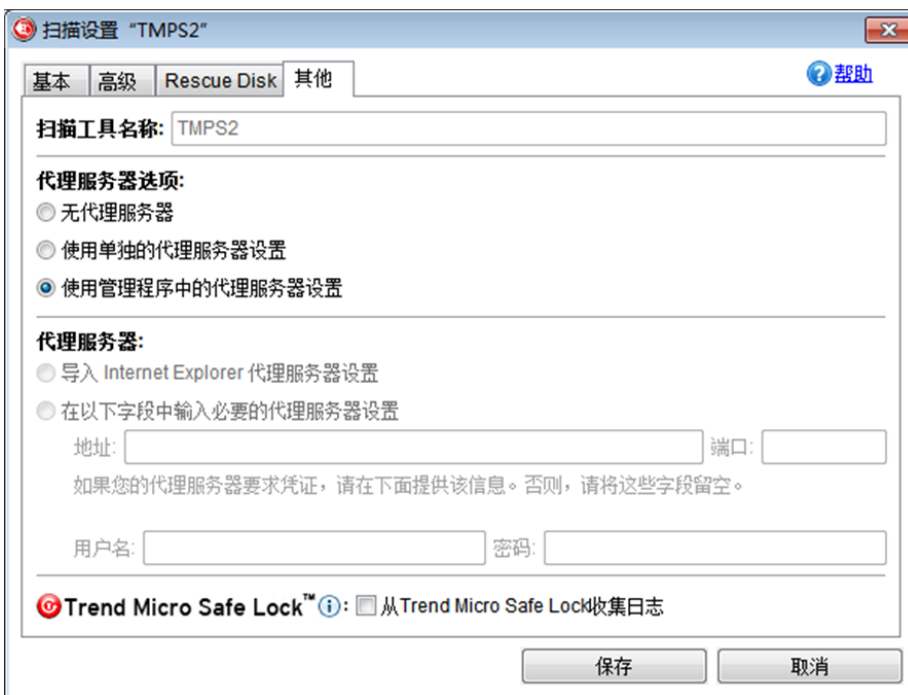 扫描设置 “TMPS2”
基本 高级 Rescue Disk 其他 帮助
扫描工具名称: TMPS2
代理服务器选项:
无代理服务器
使用单独的代理服务器设置
使用管理程序中的代理服务器设置
代理服务器:
导入 Internet Explorer 代理服务器设置
在以下字段中输入必要的代理服务器设置
地址: 端口:
如果您的代理服务器要求凭证，请在下面提供该信息。否则，请将这些字段留空。
用户名: 密码:
Trend Micro Safe Lock™ : 从Trend Micro Safe Lock收集日志
保存 取消